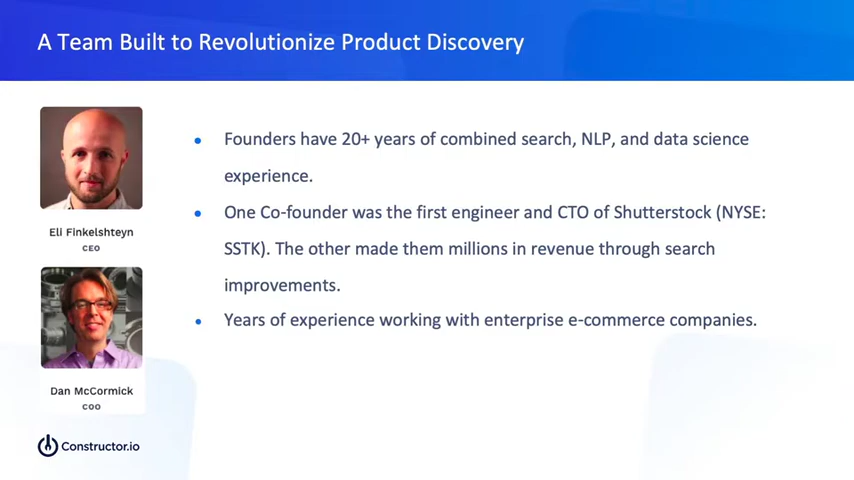 A Team Built to Revolutionize Product Discovery
Eli Finkelshteyn
CEO
Dan McCormick
COO
• Founders have 20+ years of combined search, NLP, and data science
experience.
• One Co-founder was the first engineer and CTO of Shutterstock (NYSE:
SSTK). The other made them millions in revenue through search
improvements.
• Years of experience working with enterprise e-commerce companies.
Constructor.io